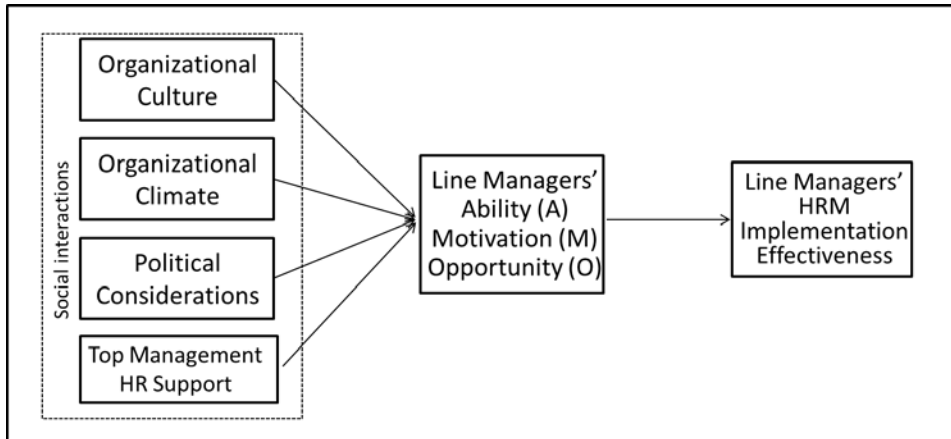 Social interactions
Organizational
Culture
Organizational
Climate
Political
Considerations
Top Management
HR Support
Line Managers’
Ability (A)
Motivation (M)
Opportunity (O)
Line Managers’
HRM
Implementation
Effectiveness